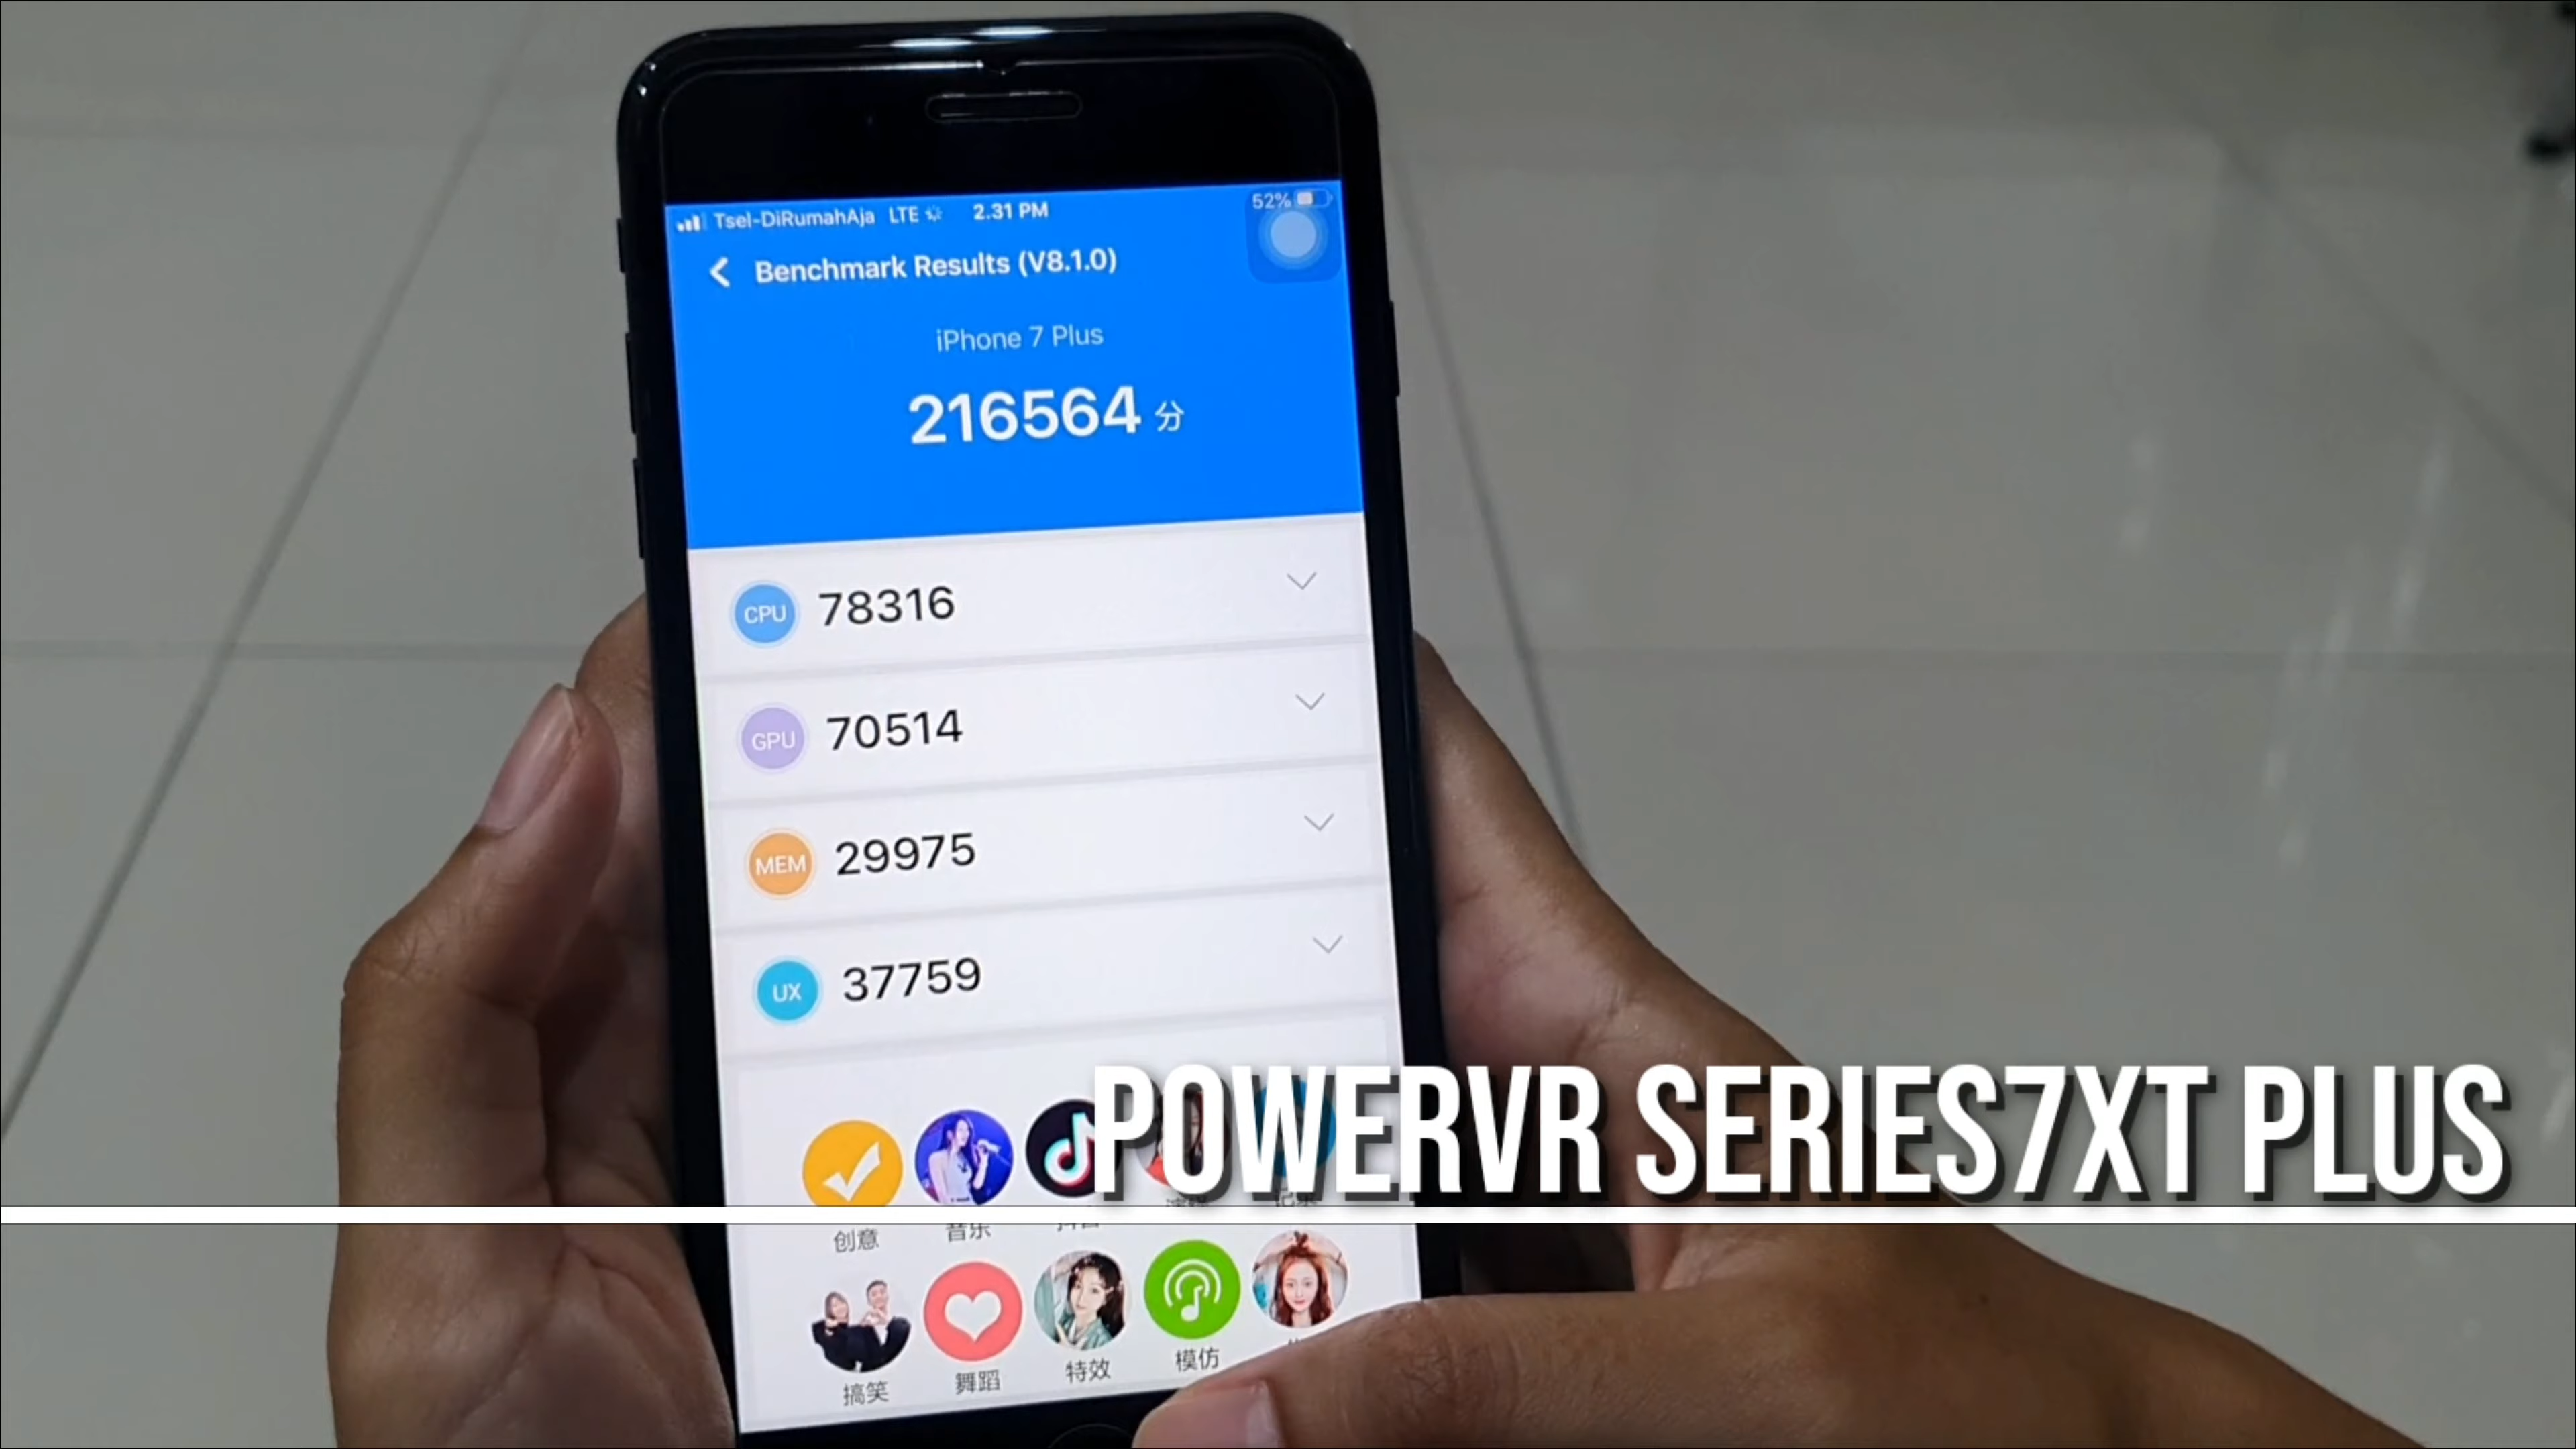 Tsel-DiRumahAja LTE 2.31 PM 52%
Benchmark Results (V8.1.0)
iPhone 7 Plus
216564 分
CPU 78316
GPU 70514
MEM 29975
UX 37759
POWERVR SERIES7XT PLUS
创意 音乐
搞笑 舞蹈 特效 模仿